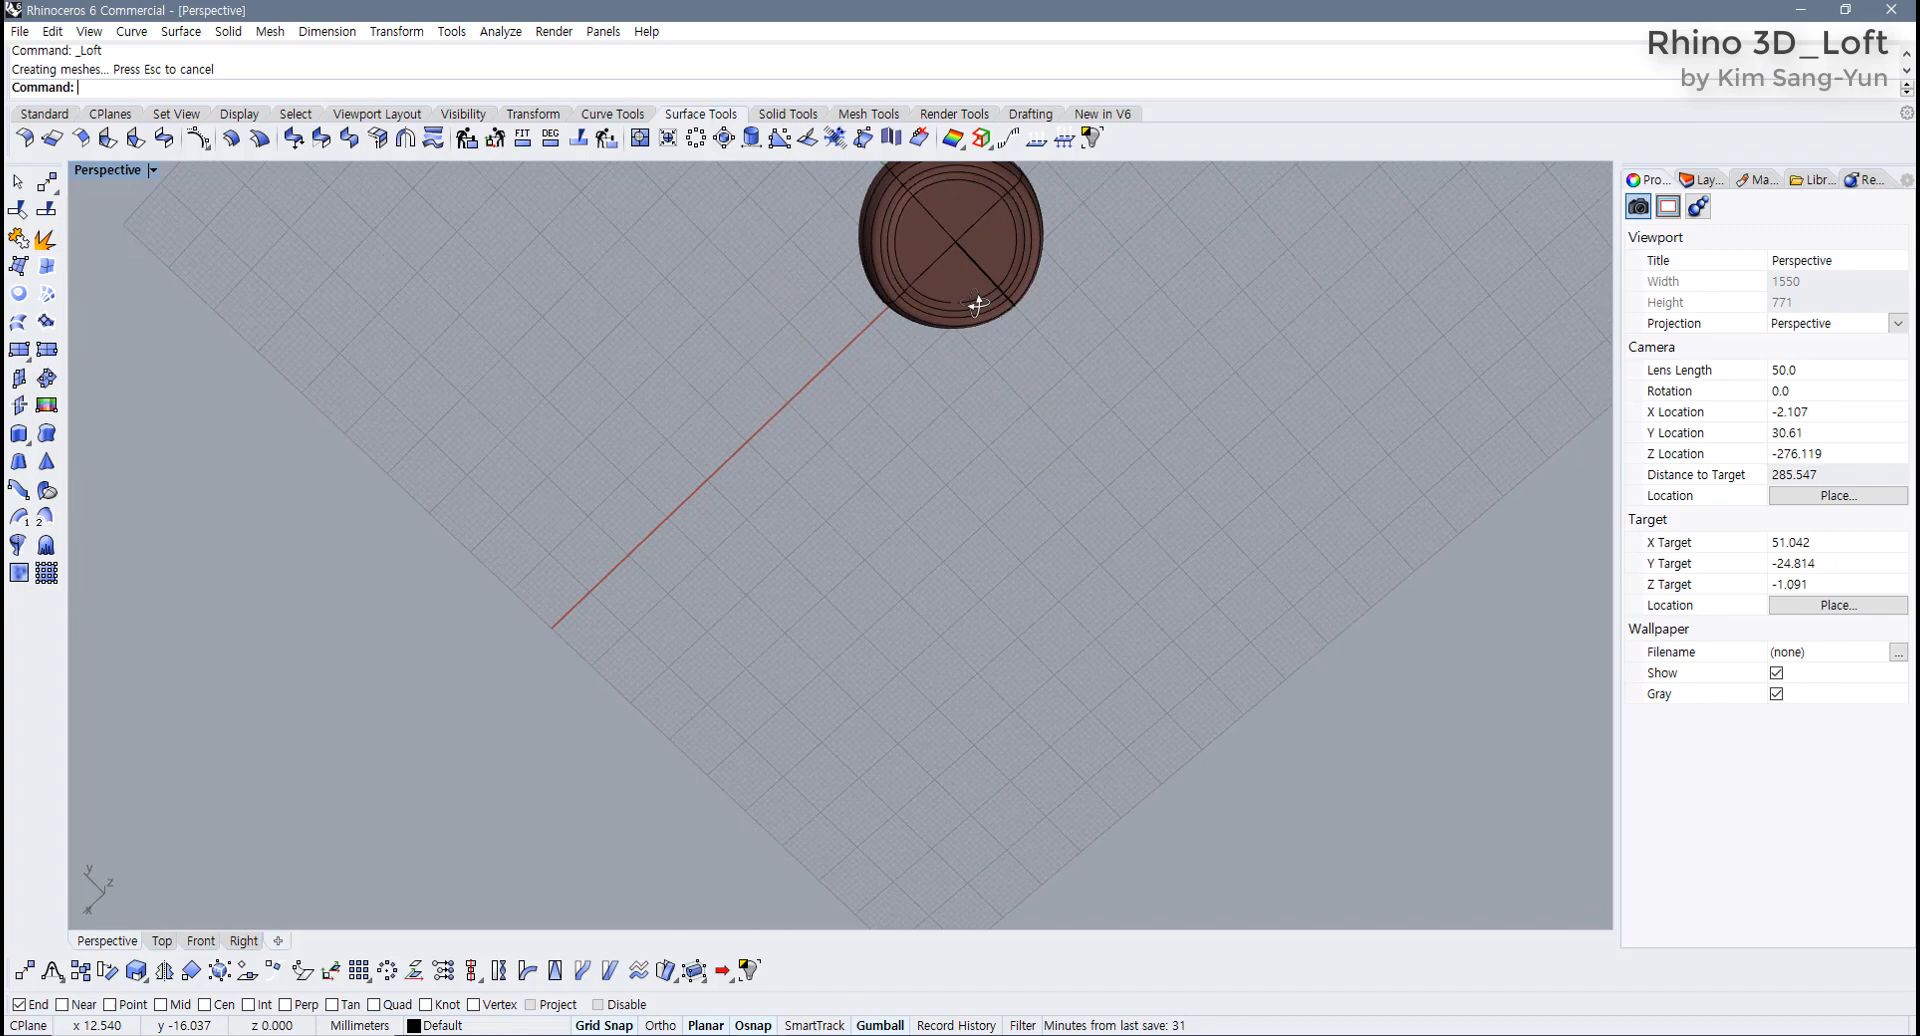 Rhinoceros 6 Commercial - [Perspective]
File Edit View Curve Surface Solid Mesh Dimension Transform Tools Analyze Render Panels Help
Rhino 3D_Loft
by Kim Sang-Yun
Command: _Loft
Creating meshes... Press Esc to cancel
Command:
Standard CPlanes Set View Display Select Viewport Layout Visibility Transform Curve Tools Surface Tools Solid Tools Mesh Tools Render Tools Drafting New in V6
FIT DEG
Perspective
Pro... Lay... Ma... Libr... Re...
Viewport
Title Perspective
Width 1550
Height 771
Projection Perspective
Camera
Lens Length 50.0
Rotation 0.0
X Location -2.107
Y Location 30.61
Z Location -276.119
Distance to Target 285.547
Location Place...
Target
X Target 51.042
Y Target -24.814
Z Target -1.091
Location Place...
Wallpaper
Filename (none) ...
Show
Gray
1 2
y z
x
Perspective Top Front Right
End Near Point Mid Cen Int Perp Tan Quad Knot Vertex Project Disable
CPlane x 12.540 y -16.037 z 0.000 Millimeters Default Grid Snap Ortho Planar Osnap SmartTrack Gumball Record History Filter Minutes from last save: 31